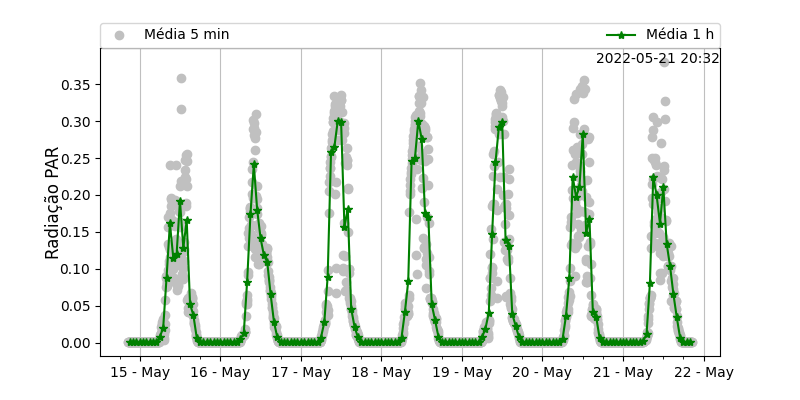 Média 5 min
Média 1 h
2022-05-21 20:32
Radiação PAR
0.35
0.30
0.25
0.20
0.15
0.10
0.05
0.00
15 - May
16 - May
17 - May
18 - May
19 - May
20 - May
21 - May
22 - May